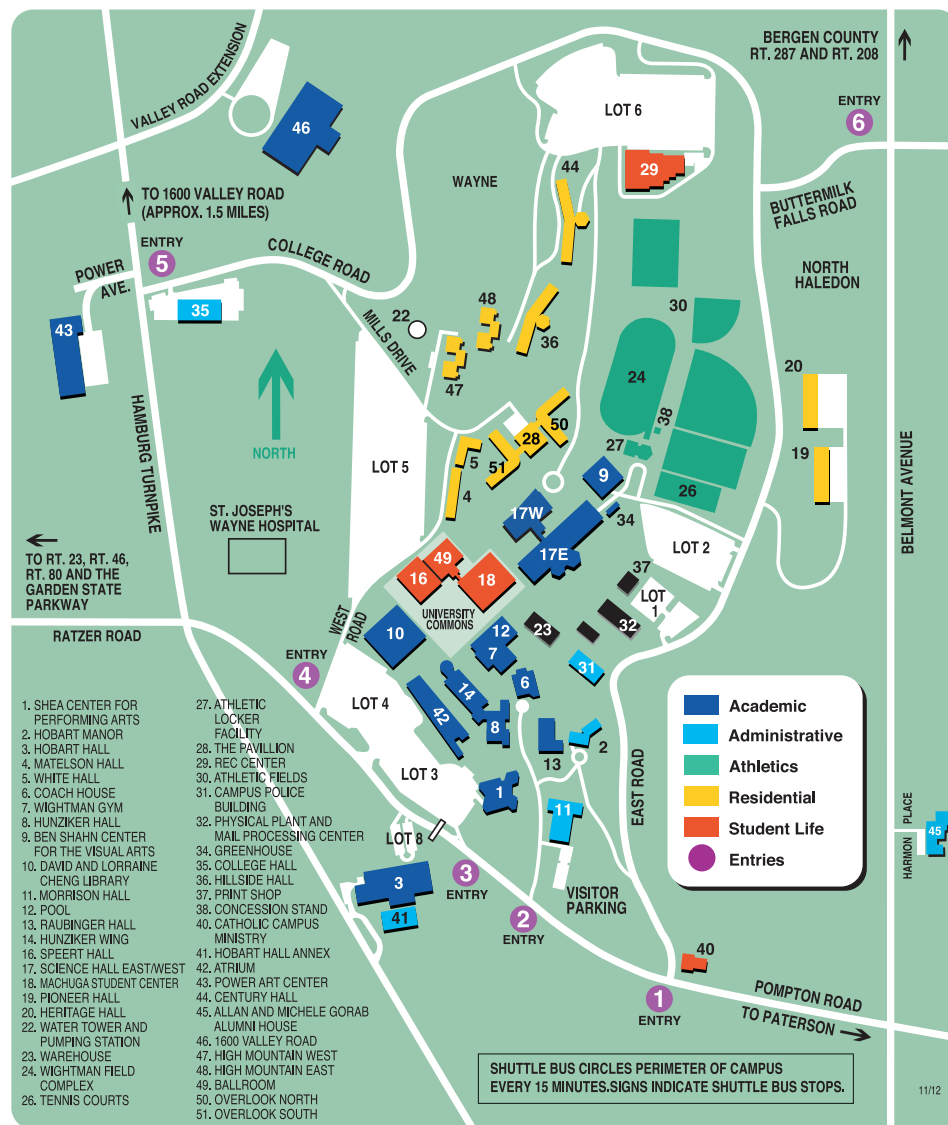 BERGEN COUNTY
RT. 287 AND RT. 208
VALLEY ROAD EXTENSION
46
LOT 6
ENTRY
6
29
44
WAYNE
TO 1600 VALLEY ROAD
(APPROX. 1.5 MILES)
BUTTERMILK
FALLS ROAD
ENTRY
5
COLLEGE ROAD
POWER
AVE.
NORTH
HALEDON
35
43
30
48
22
36
MILLS DRIVE
47
24
20
38
50
28
27
HAMBURG TURNPIKE
NORTH
LOT 5
5
51
4
9
19
26
BELMONT AVENUE
ST. JOSEPH'S
WAYNE HOSPITAL
17W
34
17E
LOT 2
TO RT. 23, RT. 46,
RT. 80 AND THE
GARDEN STATE
PARKWAY
49
16
18
37
LOT
1
UNIVERSITY
COMMONS
WEST
ROAD
RATZER ROAD
10
12
7
23
32
ENTRY
4
31
14
6
LOT 4
42
8
13
2
LOT 3
1
11
EAST ROAD
LOT 8
3
41
3
ENTRY
VISITOR
PARKING
2
ENTRY
40
1
ENTRY
POMPTON ROAD
TO PATERSON
HARMON PLACE
45
Academic
Administrative
Athletics
Residential
Student Life
Entries
1. SHEA CENTER FOR
PERFORMING ARTS
2. HOBART MANOR
3. HOBART HALL
4. MATELSON HALL
5. WHITE HALL
6. COACH HOUSE
7. WIGHTMAN GYM
8. HUNZIKER HALL
9. BEN SHAHN CENTER
FOR THE VISUAL ARTS
10. DAVID AND LORRAINE
CHENG LIBRARY
11. MORRISON HALL
12. POOL
13. RAUBINGER HALL
14. HUNZIKER WING
16. SPEERT HALL
17. SCIENCE HALL EAST/WEST
18. MACHUGA STUDENT CENTER
19. PIONEER HALL
20. HERITAGE HALL
22. WATER TOWER AND
PUMPING STATION
23. WAREHOUSE
24. WIGHTMAN FIELD
COMPLEX
26. TENNIS COURTS
27. ATHLETIC
LOCKER
FACILITY
28. THE PAVILLION
29. REC CENTER
30. ATHLETIC FIELDS
31. CAMPUS POLICE
BUILDING
32. PHYSICAL PLANT AND
MAIL PROCESSING CENTER
34. GREENHOUSE
35. COLLEGE HALL
36. HILLSIDE HALL
37. PRINT SHOP
38. CONCESSION STAND
40. CATHOLIC CAMPUS
MINISTRY
41. HOBART HALL ANNEX
42. ATRIUM
43. POWER ART CENTER
44. CENTURY HALL
45. ALLAN AND MICHELE GORAB
ALUMNI HOUSE
46. 1600 VALLEY ROAD
47. HIGH MOUNTAIN WEST
48. HIGH MOUNTAIN EAST
49. BALLROOM
50. OVERLOOK NORTH
51. OVERLOOK SOUTH
SHUTTLE BUS CIRCLES PERIMETER OF CAMPUS
EVERY 15 MINUTES.SIGNS INDICATE SHUTTLE BUS STOPS.
11/12